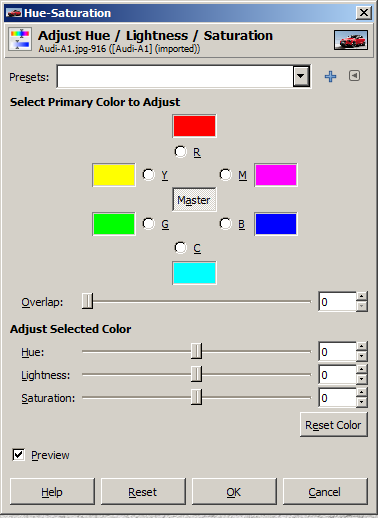 Hue-Saturation
Adjust Hue / Lightness / Saturation
Audi-A1.jpg-916 ([Audi-A1] (imported))
Presets:
Select Primary Color to Adjust
R
Y M
Master
G B
C
Overlap: 0
Adjust Selected Color
Hue: 0
Lightness: 0
Saturation: 0
Reset Color
Preview
Help Reset OK Cancel